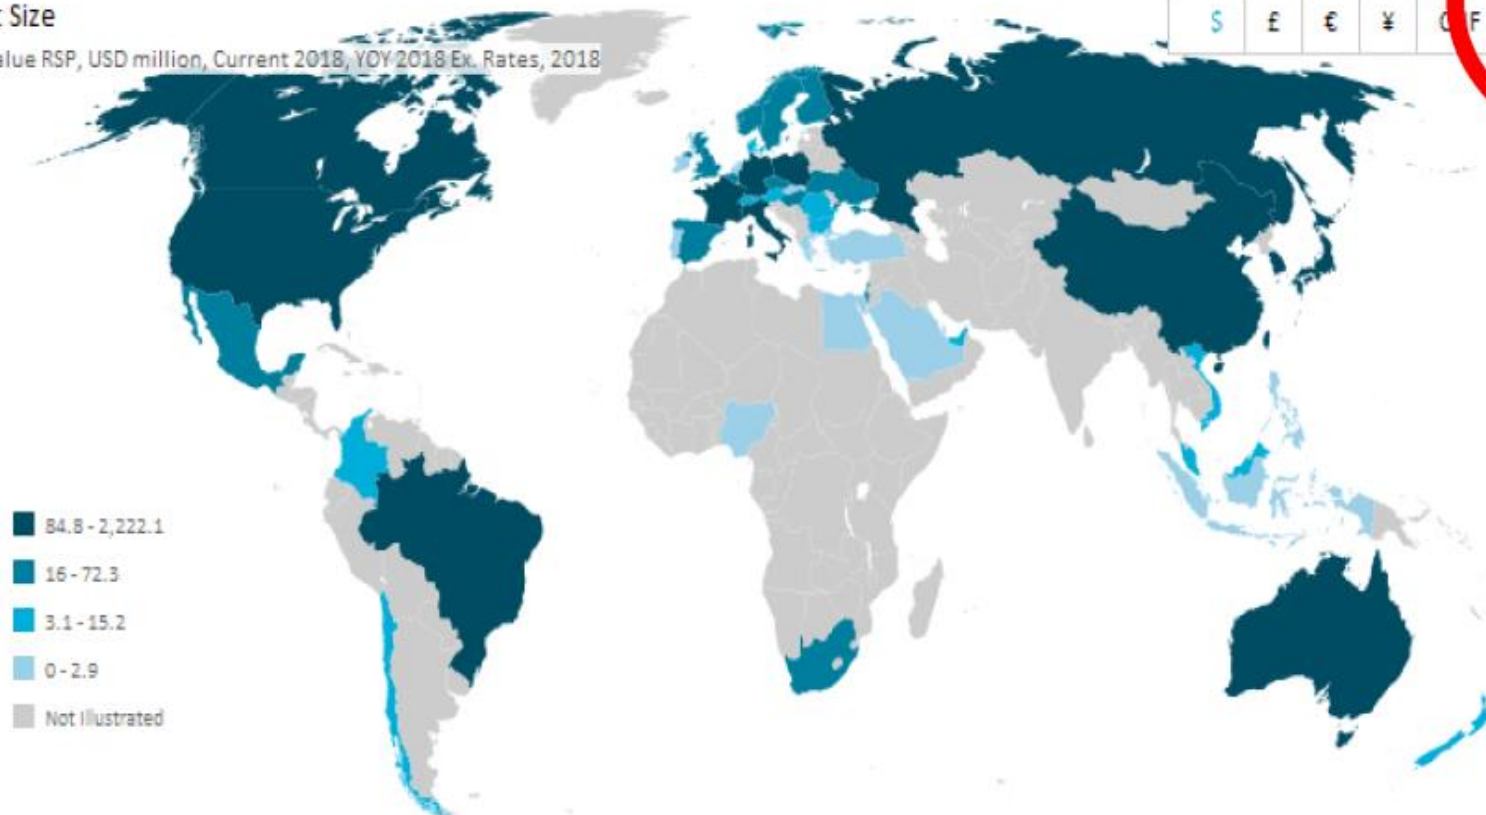 : Size
alue RSP, USD million, Current 2018, YOY 2018 Ex. Rates, 2018
$ £ € ¥
84.8 - 2,222.1
16 - 72.3
3.1 - 15.2
0 - 2.9
Not Illustrated